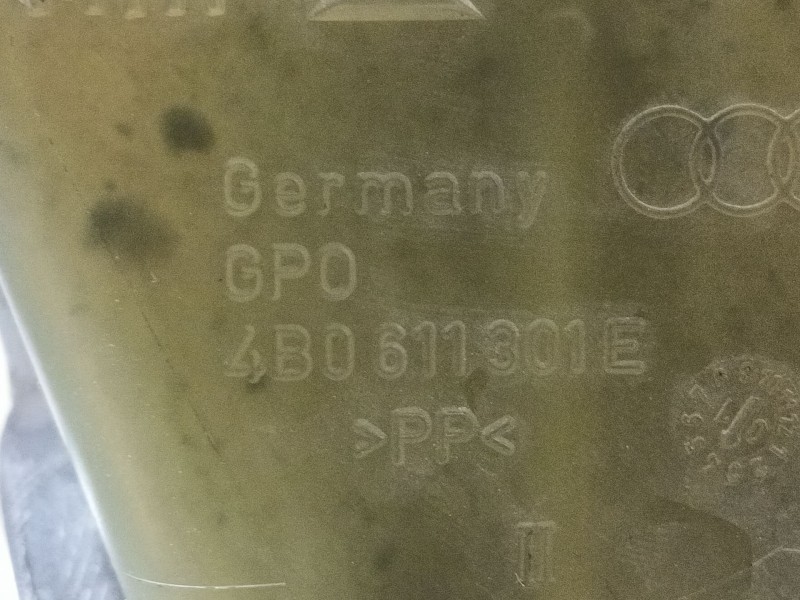 Germany
GPO
4B0 611 301 E
>PP<